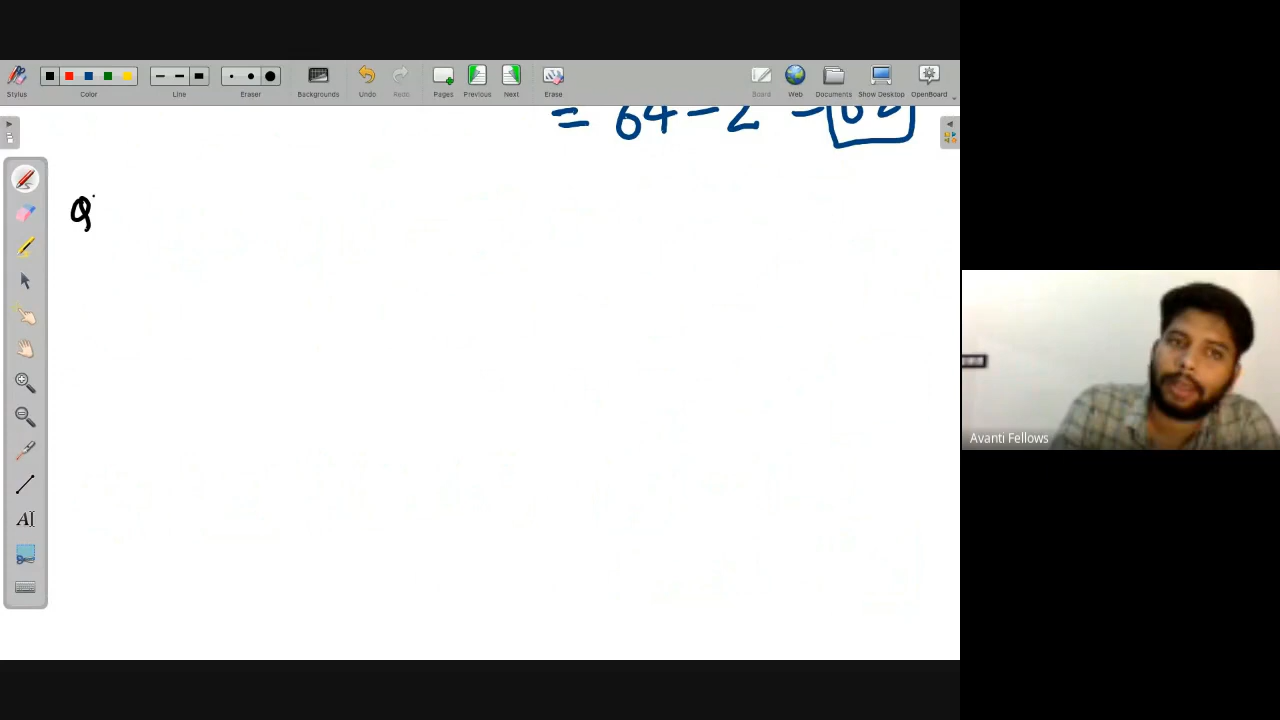 = 64 - 2 = 62
Stylus Color Line Eraser Backgrounds Undo Redo Pages Previous Next Erase Board Web Documents Show Desktop OpenBoard
Q
AI
Avanti Fellows